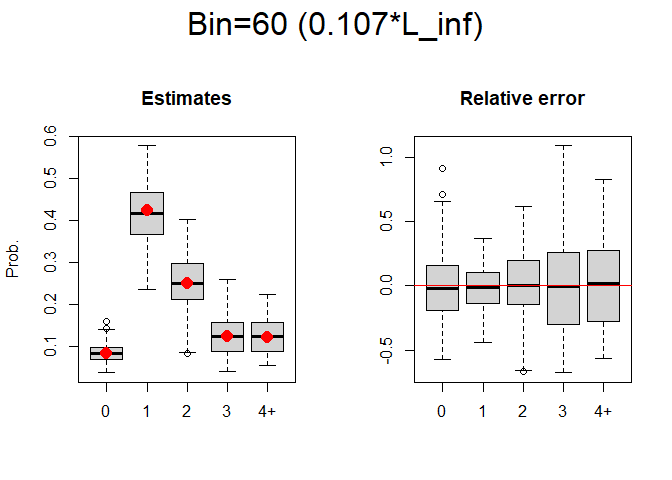 Bin=60 (0.107*L_inf)
Estimates
Relative error
Prob.
0.6
0.5
0.4
0.3
0.2
0.1
0 1 2 3 4+
1.0
0.5
0.0
-0.5
0 1 2 3 4+